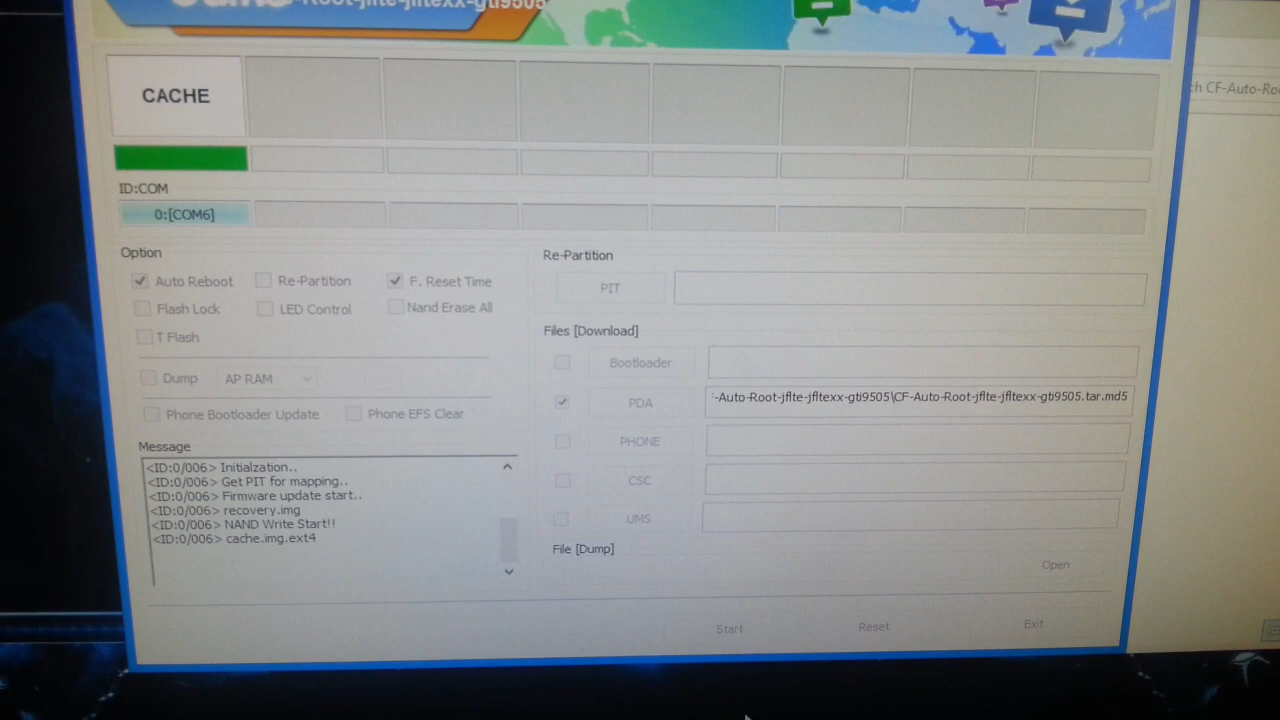 -Root-jflte-jfltexx-gti9505
CACHE
ch CF-Auto-Ro
ID:COM
0:[COM6]
Option
Auto Reboot
Re-Partition
F. Reset Time
Flash Lock
LED Control
Nand Erase All
T Flash
Dump
AP RAM
Phone Bootloader Update
Phone EFS Clear
Message
<ID:0/006> Initialzation..
<ID:0/006> Get PIT for mapping..
<ID:0/006> Firmware update start..
<ID:0/006> recovery.img
<ID:0/006> NAND Write Start!!
<ID:0/006> cache.img.ext4
Re-Partition
PIT
Files [Download]
Bootloader
PDA
-Auto-Root-jflte-jfltexx-gti9505\CF-Auto-Root-jflte-jfltexx-gti9505.tar.md5
PHONE
CSC
UMS
File [Dump]
Open
Start
Reset
Exit